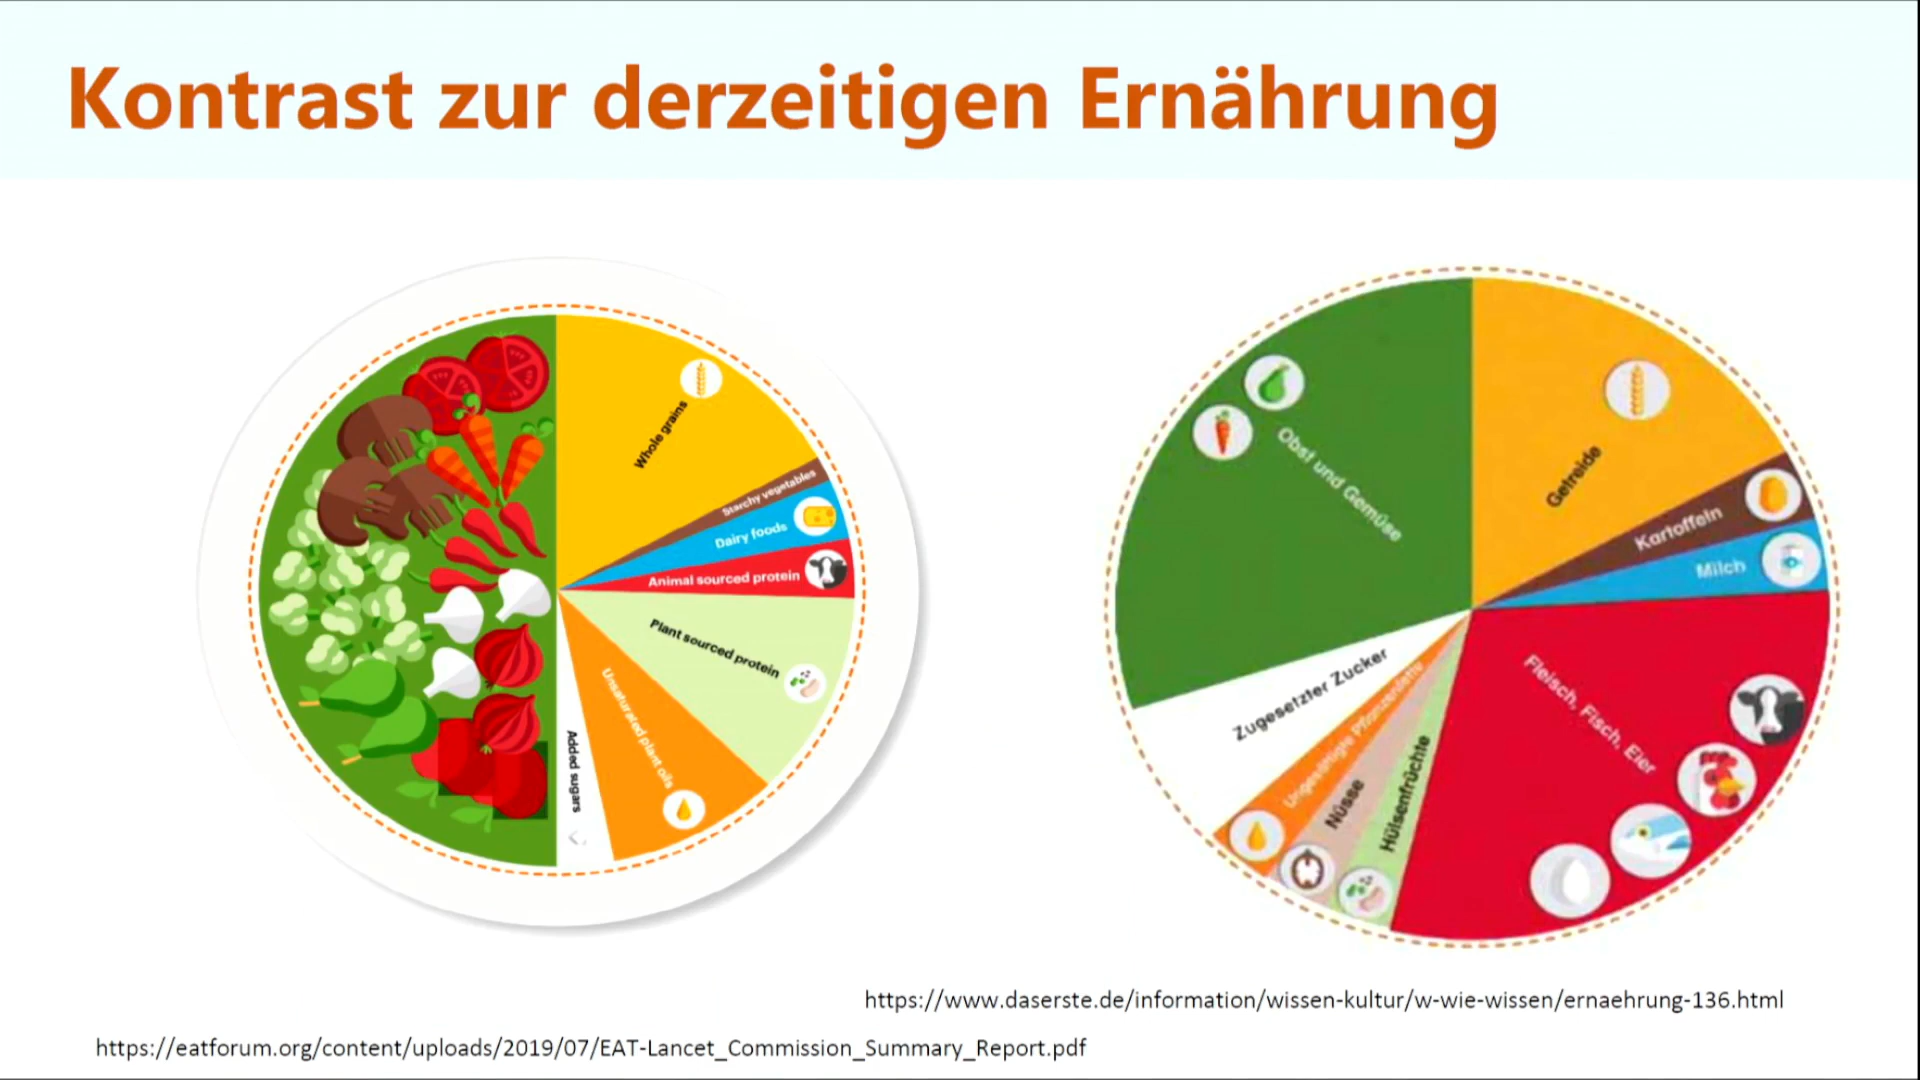 Kontrast zur derzeitigen Ernährung
Whole grains
Starchy vegetables
Dairy foods
Animal sourced protein
Plant sourced protein
Unsaturated plant oils
Added sugars
Obst und Gemüse
Getreide
Kartoffeln
Milch
Fleisch, Fisch, Eier
Hülsenfrüchte
Nüsse
Ungesättigte Pflanzenfette
Zugesetzter Zucker
https://www.daserste.de/information/wissen-kultur/w-wie-wissen/ernaehrung-136.html
https://eatforum.org/content/uploads/2019/07/EAT-Lancet_Commission_Summary_Report.pdf